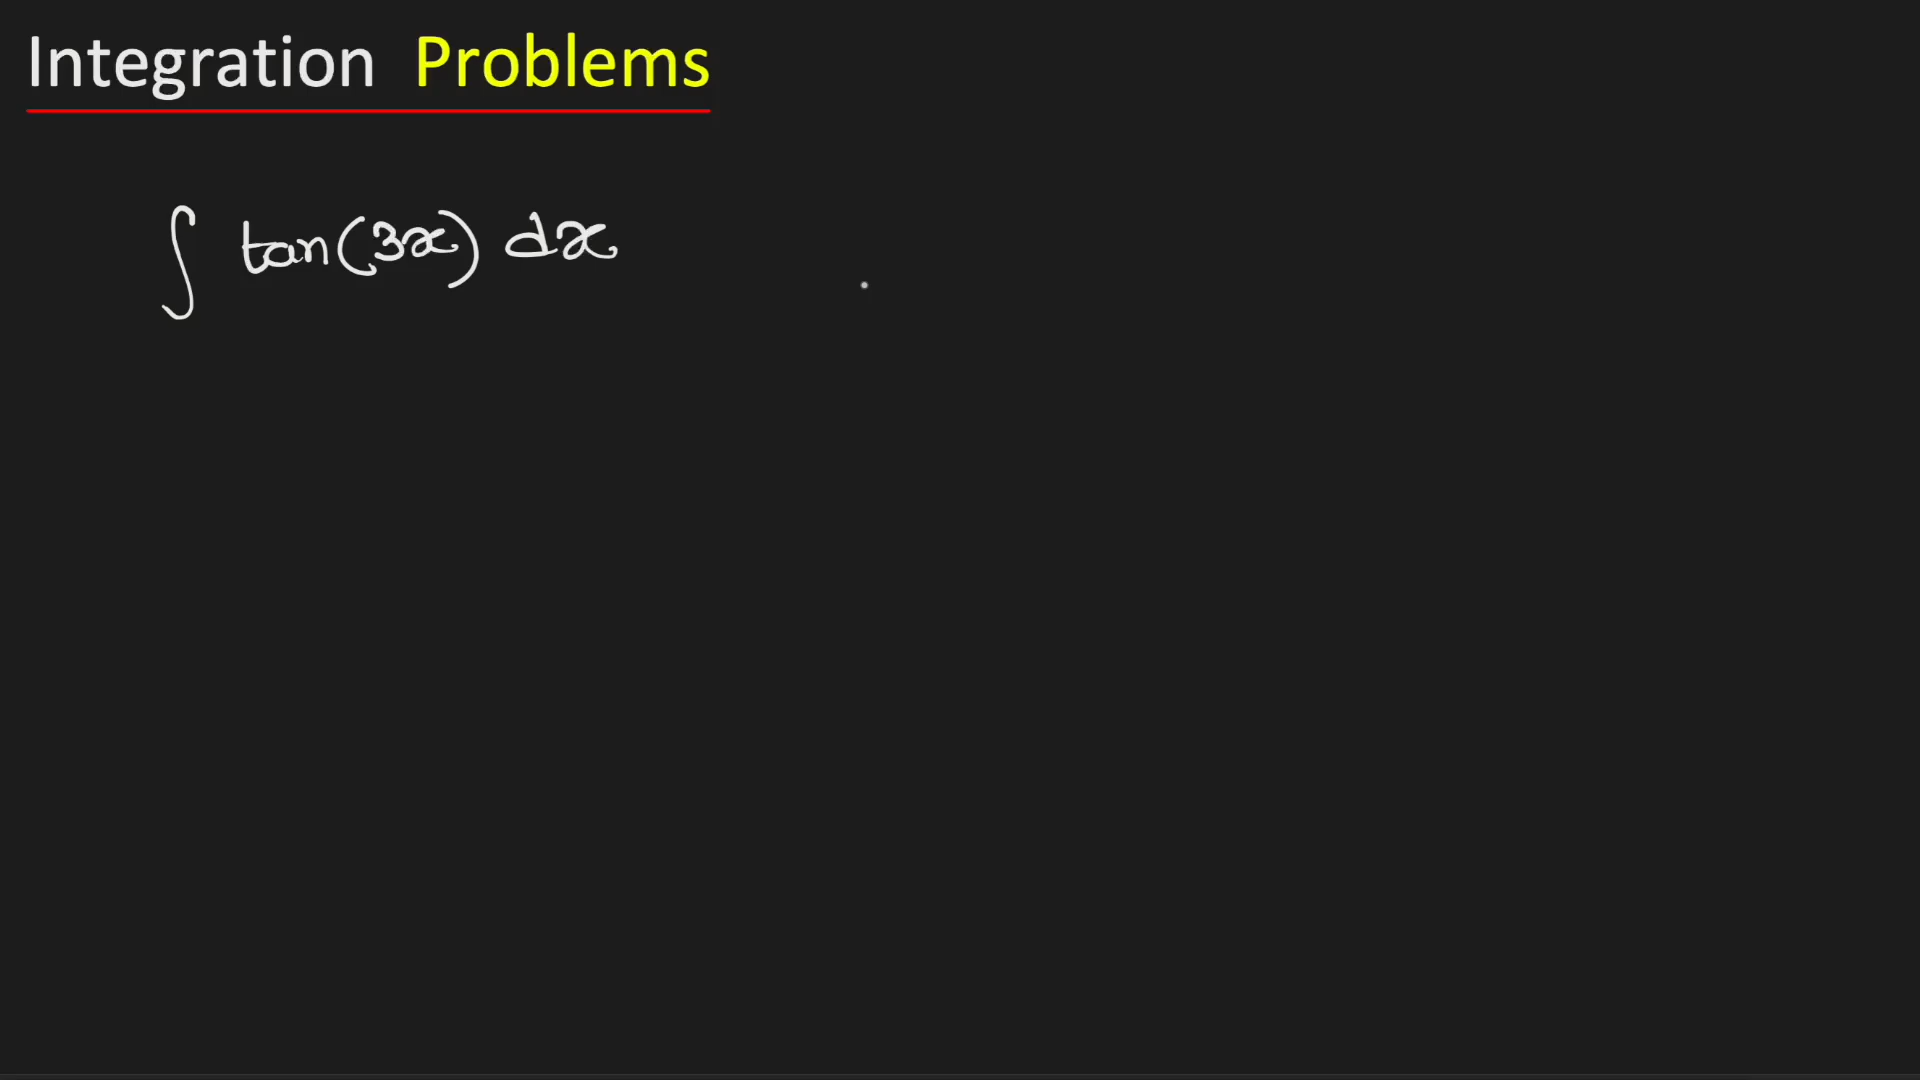 Integration Problems
∫ tan(3x) dx